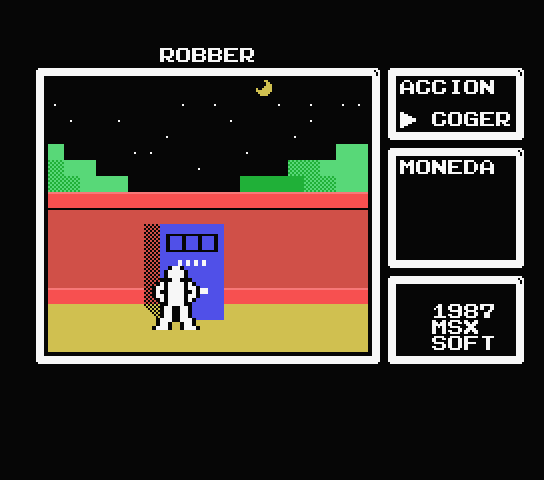 ROBBER
ACCION
▶ COGER
MONEDA
1987
MSX
SOFT